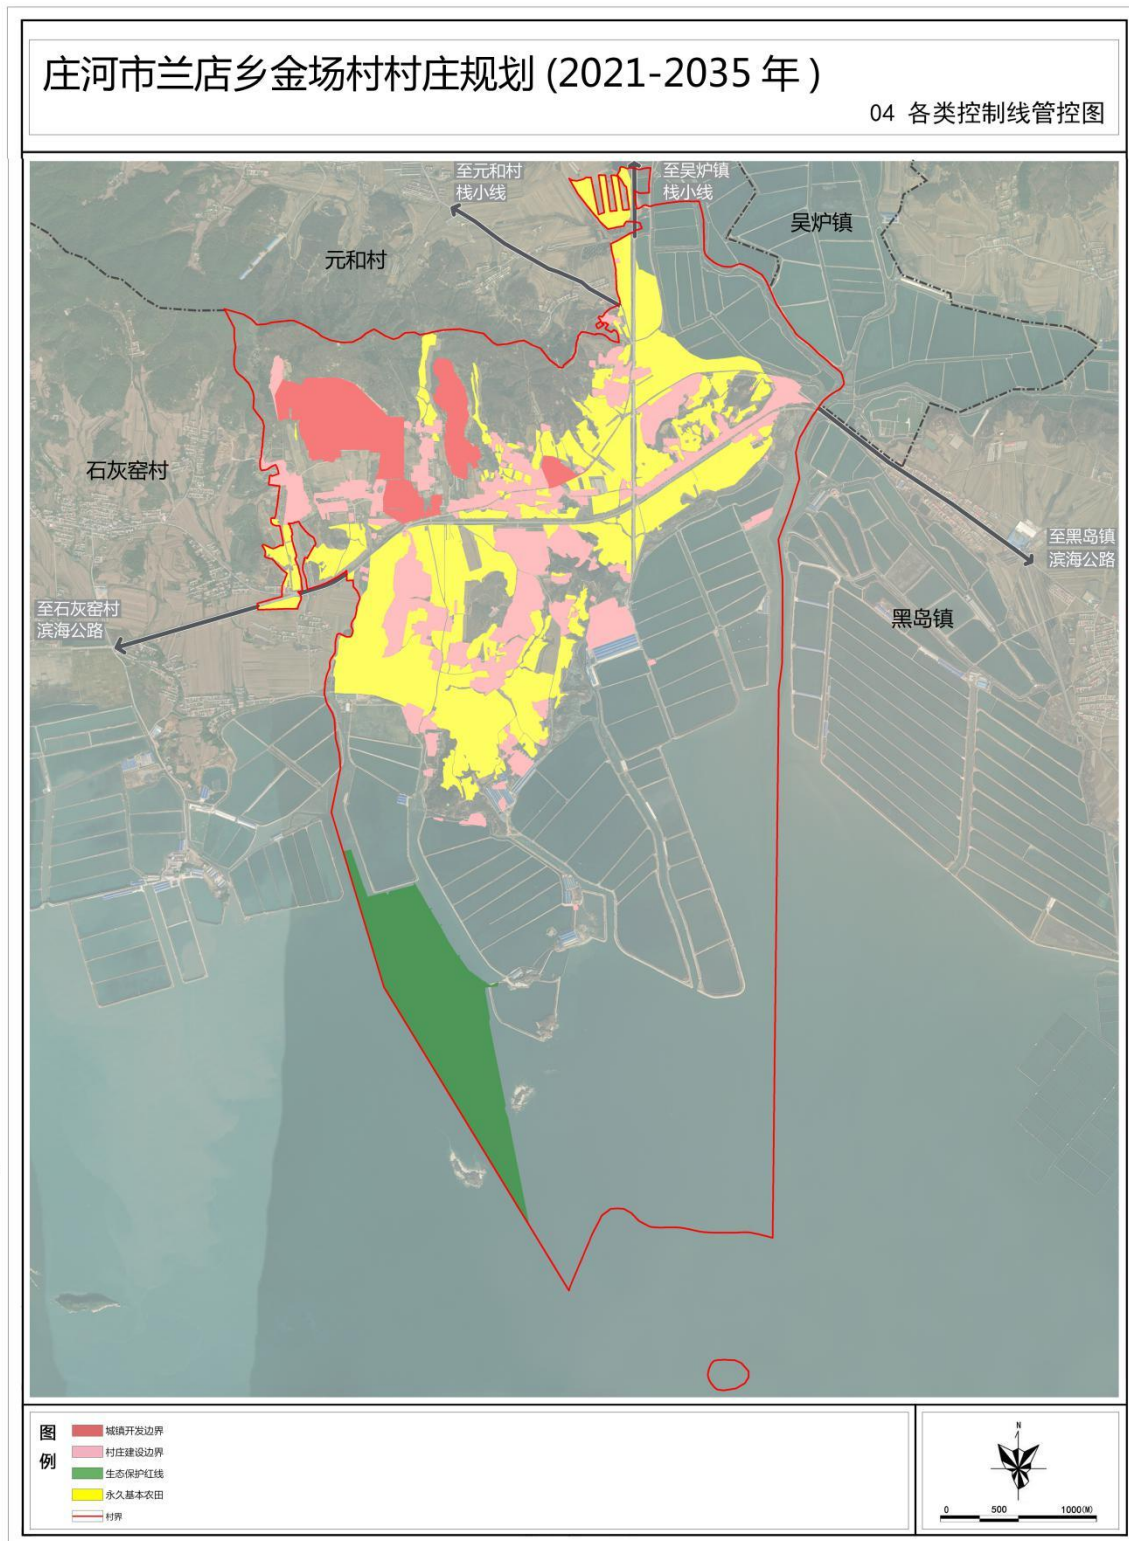 庄河市兰店乡金场村村庄规划 (2021-2035 年 )
04 各类控制线管控图
至元和村
栈小线
至吴炉镇
栈小线
吴炉镇
元和村
石灰窑村
至黑岛镇
滨海公路
至石灰窑村
滨海公路
黑岛镇
图例
城镇开发边界
村庄建设边界
生态保护红线
永久基本农田
村界
N
0 500 1000(M)